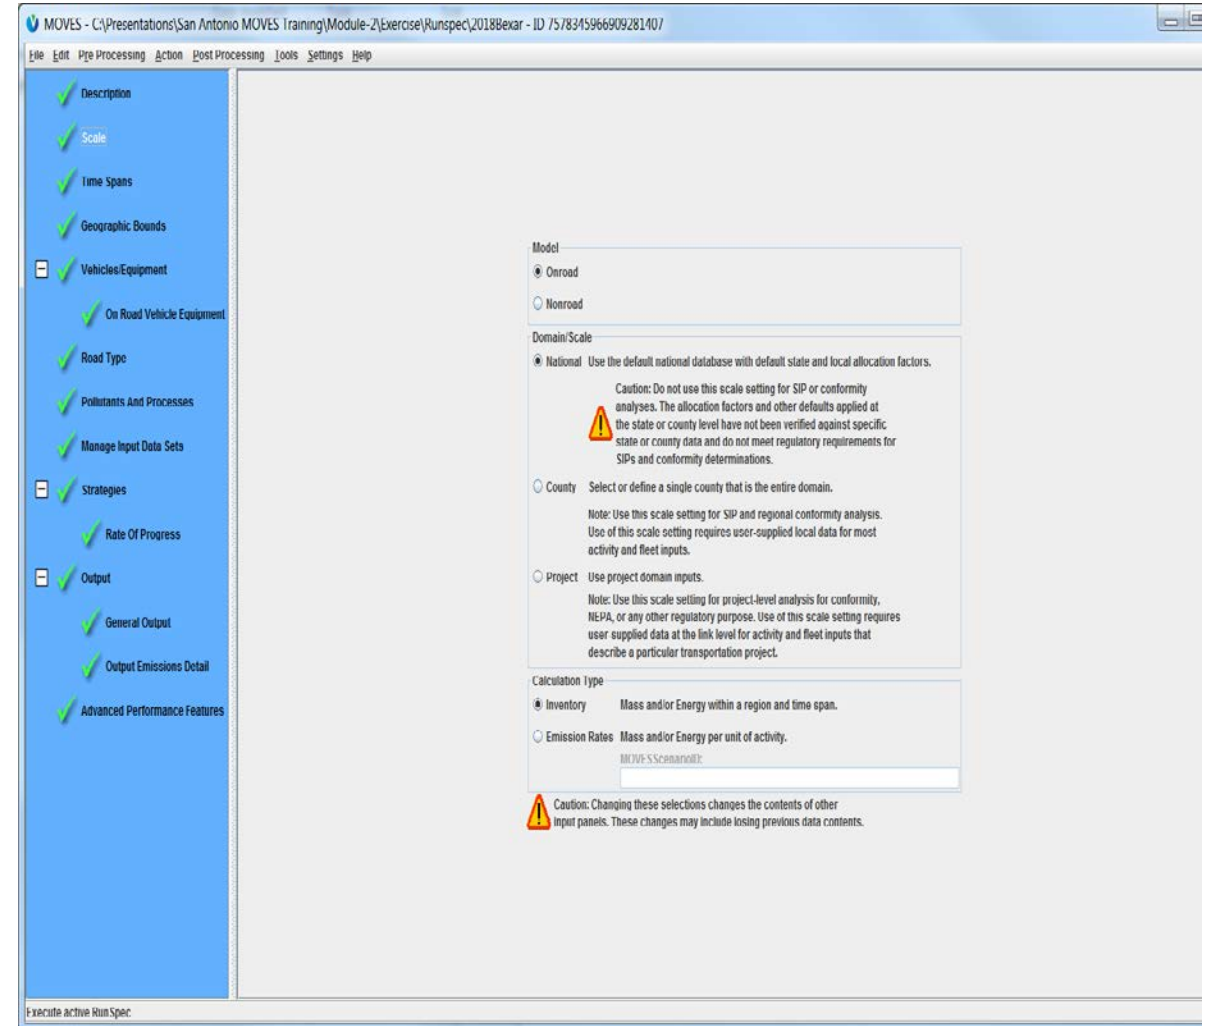 MOVES - C:\Presentations\San Antonio MOVES Training\Module-2\Exercise\Runspec\2018Bexar - ID 7578345966909281407
File Edit Pre Processing Action Post Processing Tools Settings Help
Description
Scale
Time Spans
Geographic Bounds
Vehicles/Equipment
On Road Vehicle Equipment
Road Type
Pollutants And Processes
Manage Input Data Sets
Strategies
Rate Of Progress
Output
General Output
Output Emissions Detail
Advanced Performance Features
Model
Onroad
Nonroad
Domain/Scale
National Use the default national database with default state and local allocation factors.
Caution: Do not use this scale setting for SIP or conformity
analyses. The allocation factors and other defaults applied at
the state or county level have not been verified against specific
state or county data and do not meet regulatory requirements for
SIPs and conformity determinations.
County Select or define a single county that is the entire domain.
Note: Use this scale setting for SIP and regional conformity analysis.
Use of this scale setting requires user-supplied local data for most
activity and fleet inputs.
Project Use project domain inputs.
Note: Use this scale setting for project-level analysis for conformity,
NEPA, or any other regulatory purpose. Use of this scale setting requires
user supplied data at the link level for activity and fleet inputs that
describe a particular transportation project.
Calculation Type
Inventory Mass and/or Energy within a region and time span.
Emission Rates Mass and/or Energy per unit of activity.
MOVESScenarioID:
Caution: Changing these selections changes the contents of other
input panels. These changes may include losing previous data contents.
Execute active RunSpec